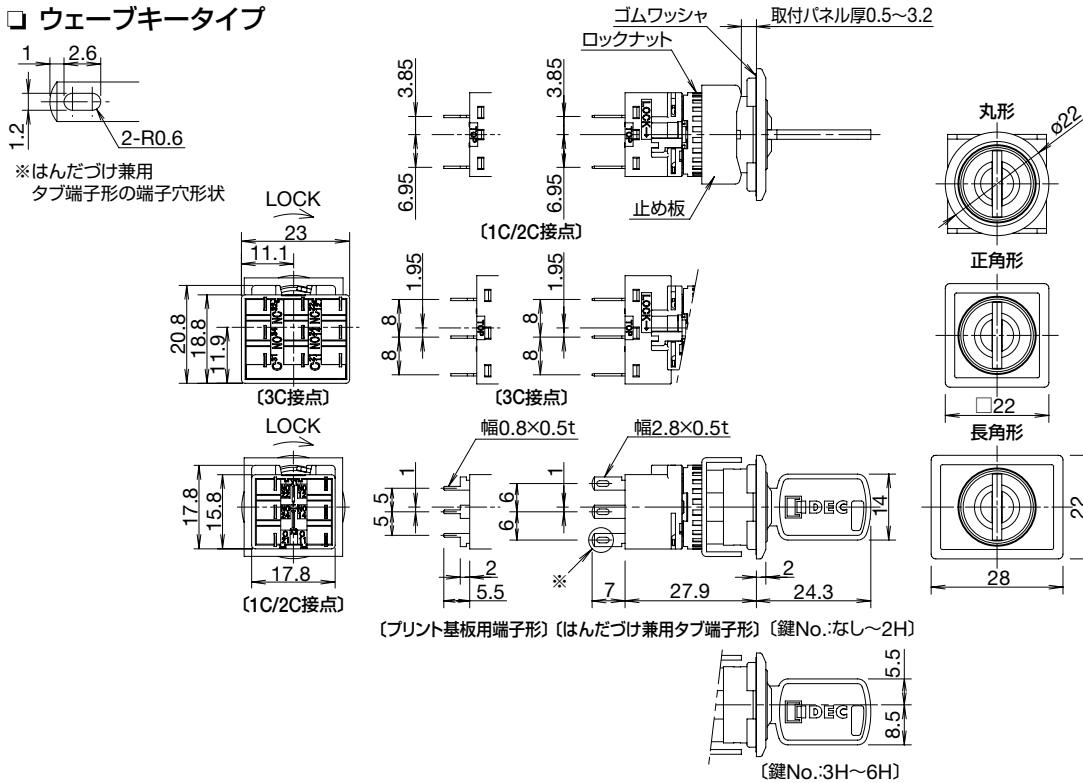 ❏ ウェーブキータイプ
1 2.6
1.2
2-R0.6
※はんだづけ兼用
タブ端子形の端子穴形状
ゴムワッシャ
取付パネル厚0.5~3.2
ロックナット
3.85
3.85
LOCK
TOP
TOP
6.95
6.95
止め板
〔1C/2C接点〕
丸形
ø22
LOCK
23
11.1
20.8
18.8
11.9
〔3C接点〕
1.95
1.95
8
8
8
8
LOCK
TOP
TOP
〔3C接点〕
正角形
□22
LOCK
17.8
15.8
17.8
〔1C/2C接点〕
幅0.8×0.5t
幅2.8×0.5t
1
5.5
5
2
5.5
1
6
6
※
7
27.9
2
24.3
14
IDEC
長角形
22
28
〔プリント基板用端子形〕〔はんだづけ兼用タブ端子形〕〔鍵No.:なし~2H〕
IDEC
5.5
8.5
〔鍵No.:3H~6H〕